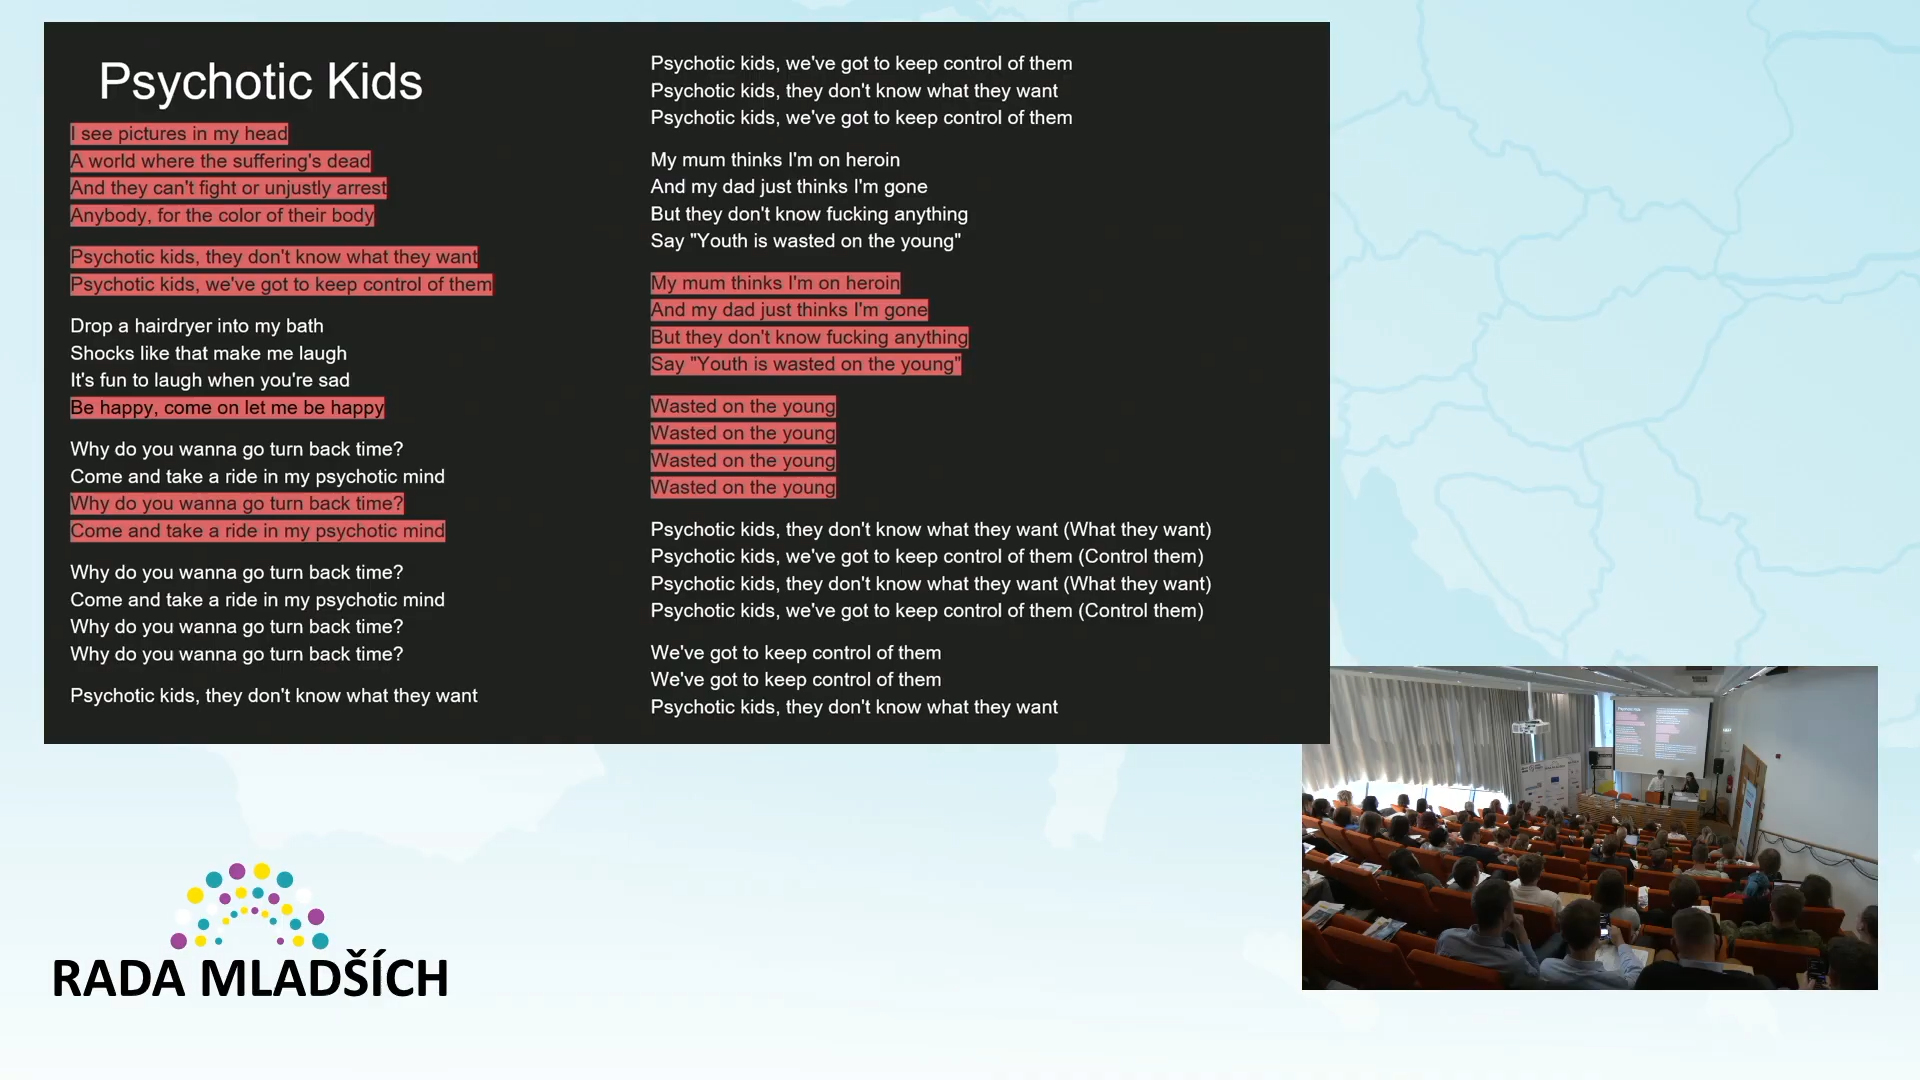 Psychotic Kids
I see pictures in my head
A world where the suffering's dead
And they can't fight or unjustly arrest
Anybody, for the color of their body
Psychotic kids, they don't know what they want
Psychotic kids, we've got to keep control of them
Drop a hairdryer into my bath
Shocks like that make me laugh
It's fun to laugh when you're sad
Be happy, come on let me be happy
Why do you wanna go turn back time?
Come and take a ride in my psychotic mind
Why do you wanna go turn back time?
Come and take a ride in my psychotic mind
Why do you wanna go turn back time?
Come and take a ride in my psychotic mind
Why do you wanna go turn back time?
Why do you wanna go turn back time?
Psychotic kids, they don't know what they want
Psychotic kids, we've got to keep control of them
Psychotic kids, they don't know what they want
Psychotic kids, we've got to keep control of them
My mum thinks I'm on heroin
And my dad just thinks I'm gone
But they don't know fucking anything
Say "Youth is wasted on the young"
My mum thinks I'm on heroin
And my dad just thinks I'm gone
But they don't know fucking anything
Say "Youth is wasted on the young"
Wasted on the young
Wasted on the young
Wasted on the young
Wasted on the young
Psychotic kids, they don't know what they want (What they want)
Psychotic kids, we've got to keep control of them (Control them)
Psychotic kids, they don't know what they want (What they want)
Psychotic kids, we've got to keep control of them (Control them)
We've got to keep control of them
We've got to keep control of them
Psychotic kids, they don't know what they want
RADA MLADŠÍCH